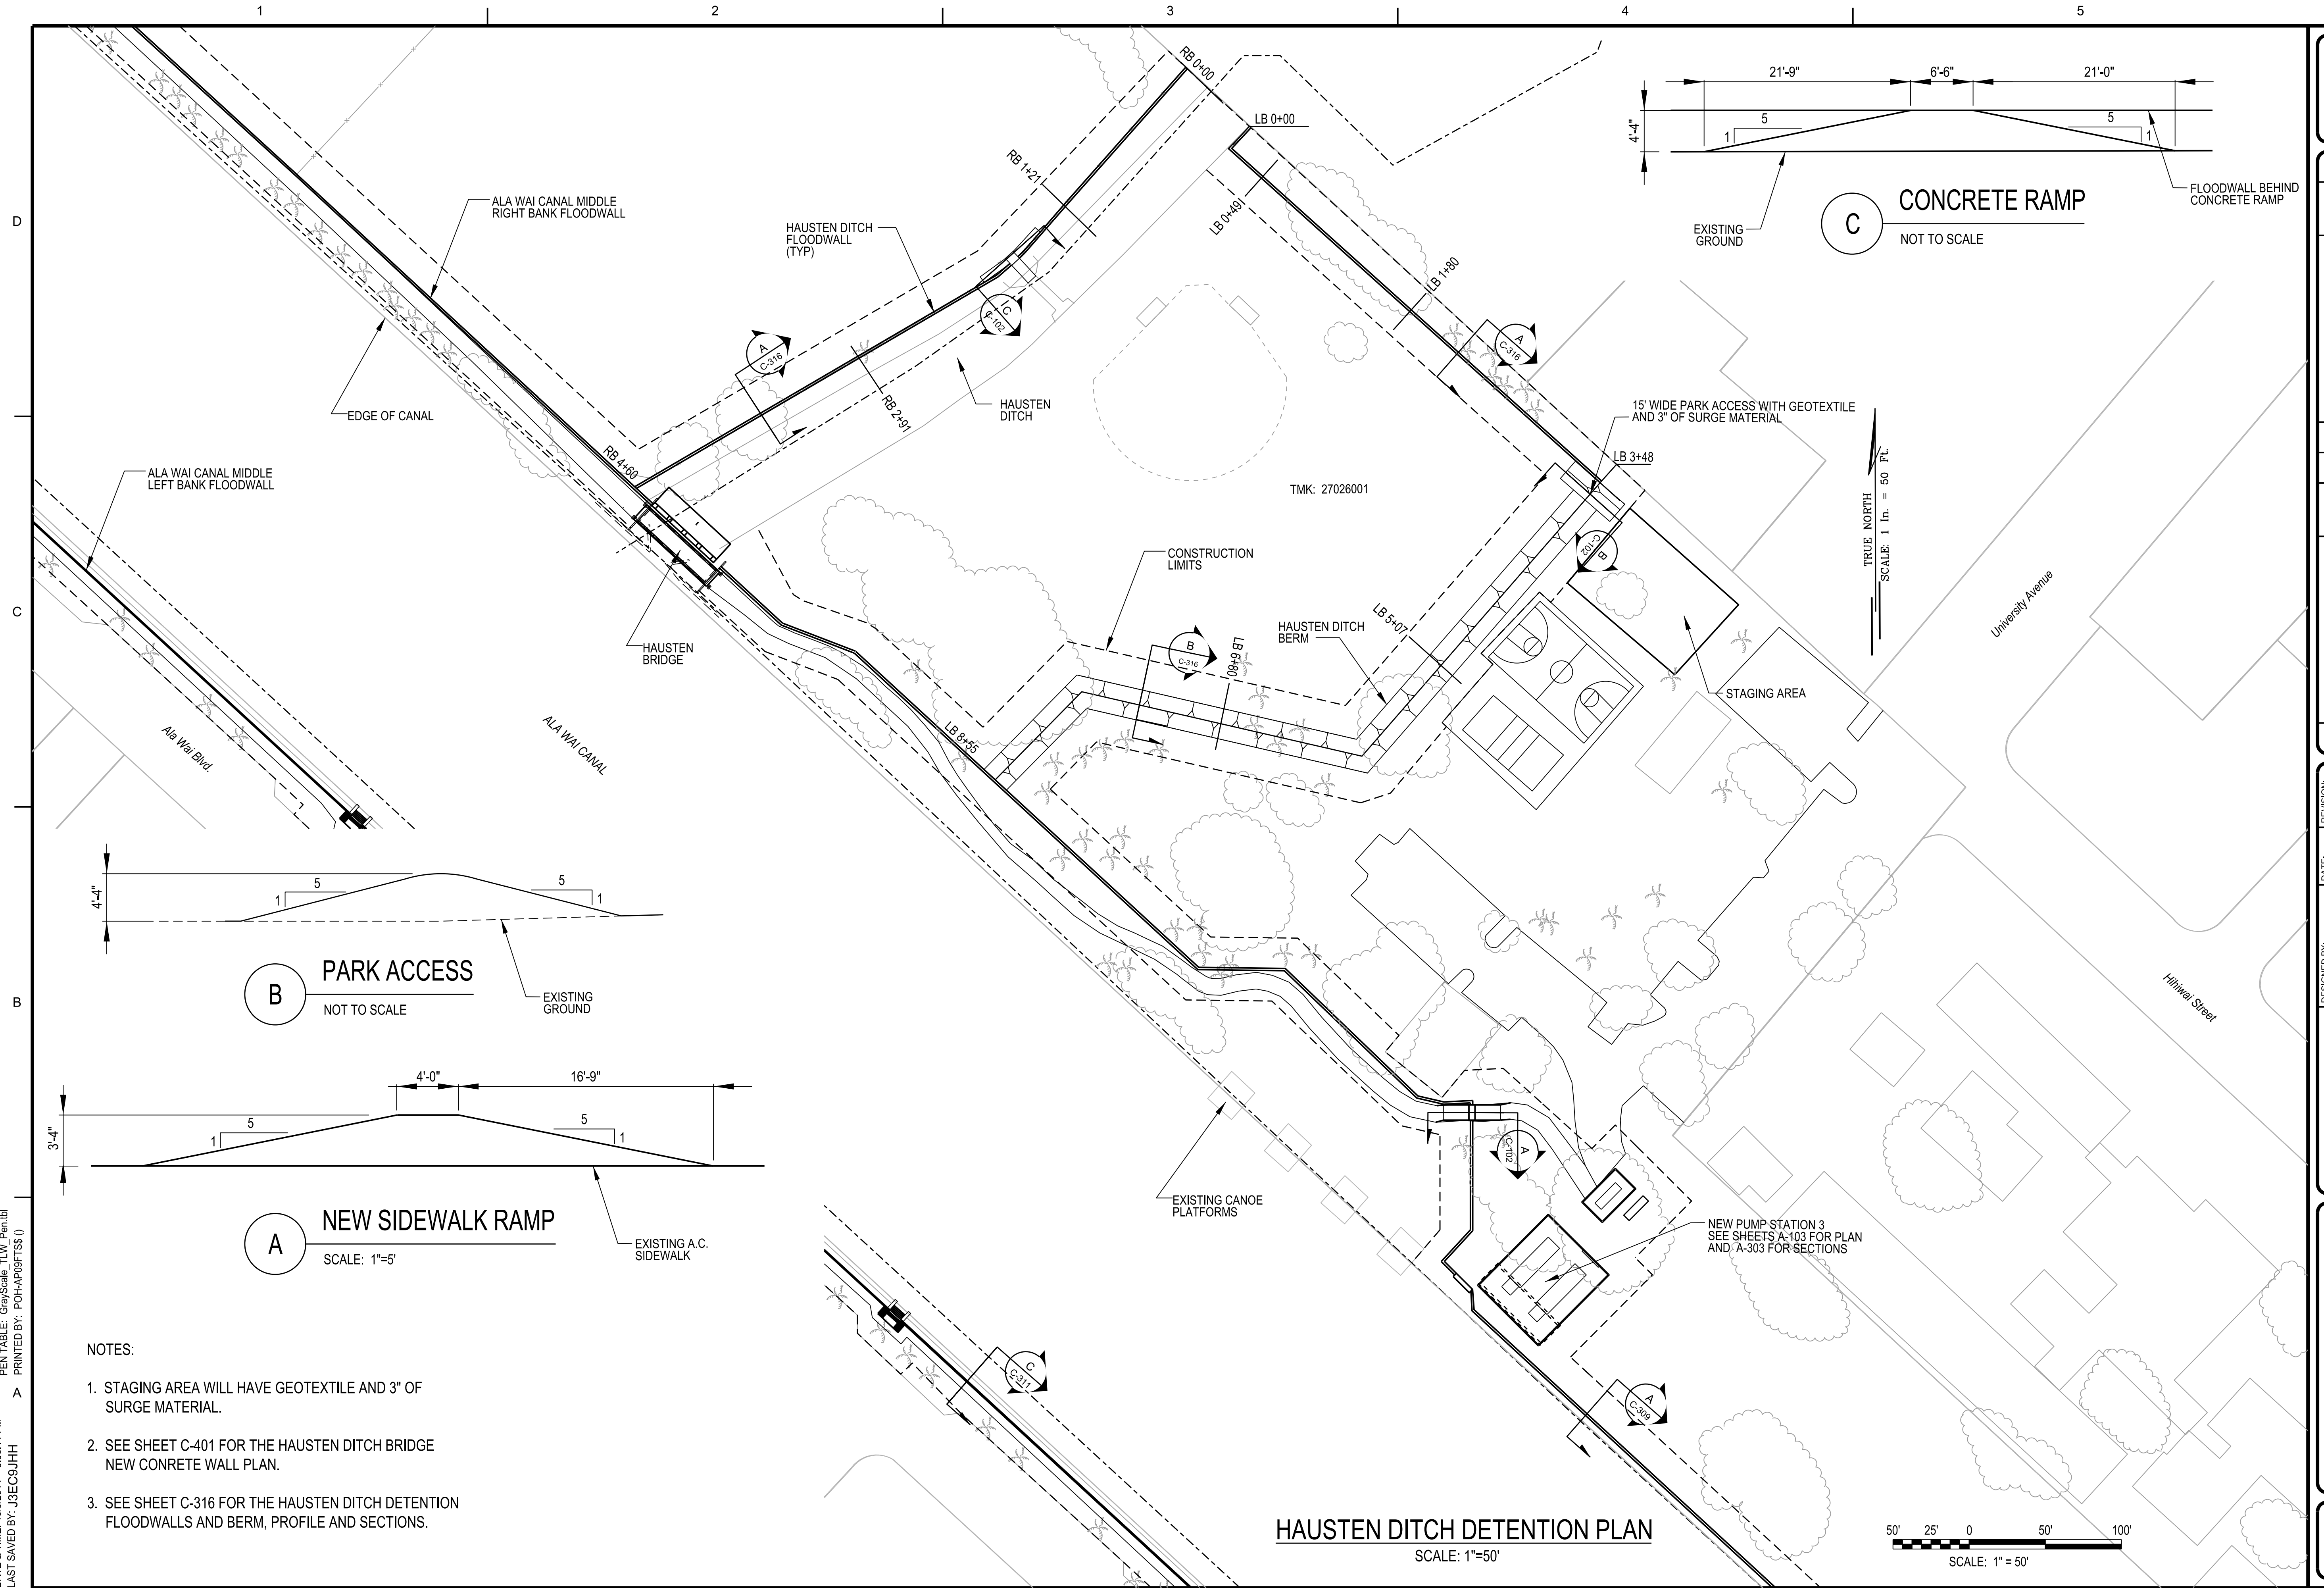 1
2
3
4
5
D
C
B
A
RB 0+00
LB 0+00
RB 1+21
LB 0+49
LB 1+80
21'-9"
6'-6"
21'-0"
4'-4"
5
1
5
1
FLOODWALL BEHIND
CONCRETE RAMP
C
CONCRETE RAMP
NOT TO SCALE
EXISTING
GROUND
ALA WAI CANAL MIDDLE
RIGHT BANK FLOODWALL
HAUSTEN DITCH
FLOODWALL
(TYP)
C
C-102
A
C-316
A
C-316
EDGE OF CANAL
RB 2+91
HAUSTEN
DITCH
15' WIDE PARK ACCESS WITH GEOTEXTILE
AND 3" OF SURGE MATERIAL
RB 4+60
LB 3+48
TRUE NORTH
SCALE: 1 In. = 50 Ft.
ALA WAI CANAL MIDDLE
LEFT BANK FLOODWALL
TMK: 27026001
CONSTRUCTION
LIMITS
B
C-102
University Avenue
HAUSTEN
BRIDGE
B
C-316
LB 6+80
HAUSTEN DITCH
BERM
LB 5+07
STAGING AREA
Ala Wai Blvd.
ALA WAI CANAL
LB 8+55
4'-4"
5
1
5
1
B
PARK ACCESS
NOT TO SCALE
EXISTING
GROUND
Hihiwai Street
4'-0"
16'-9"
3'-4"
5
1
5
1
A
NEW SIDEWALK RAMP
SCALE: 1"=5'
EXISTING A.C.
SIDEWALK
EXISTING CANOE
PLATFORMS
A
C-102
NEW PUMP STATION 3
SEE SHEETS A-103 FOR PLAN
AND A-303 FOR SECTIONS
C
C-311
A
C-309
NOTES:
1. STAGING AREA WILL HAVE GEOTEXTILE AND 3" OF
SURGE MATERIAL.
2. SEE SHEET C-401 FOR THE HAUSTEN DITCH BRIDGE
NEW CONRETE WALL PLAN.
3. SEE SHEET C-316 FOR THE HAUSTEN DITCH DETENTION
FLOODWALLS AND BERM, PROFILE AND SECTIONS.
HAUSTEN DITCH DETENTION PLAN
SCALE: 1"=50'
50' 25' 0 50' 100'
SCALE: 1" = 50'
PEN TABLE: GrayScale_TLW_Pen.tbl
PRINTED BY: POH-AP09FTS$ ()
LAST SAVED BY: J3EC9JHH